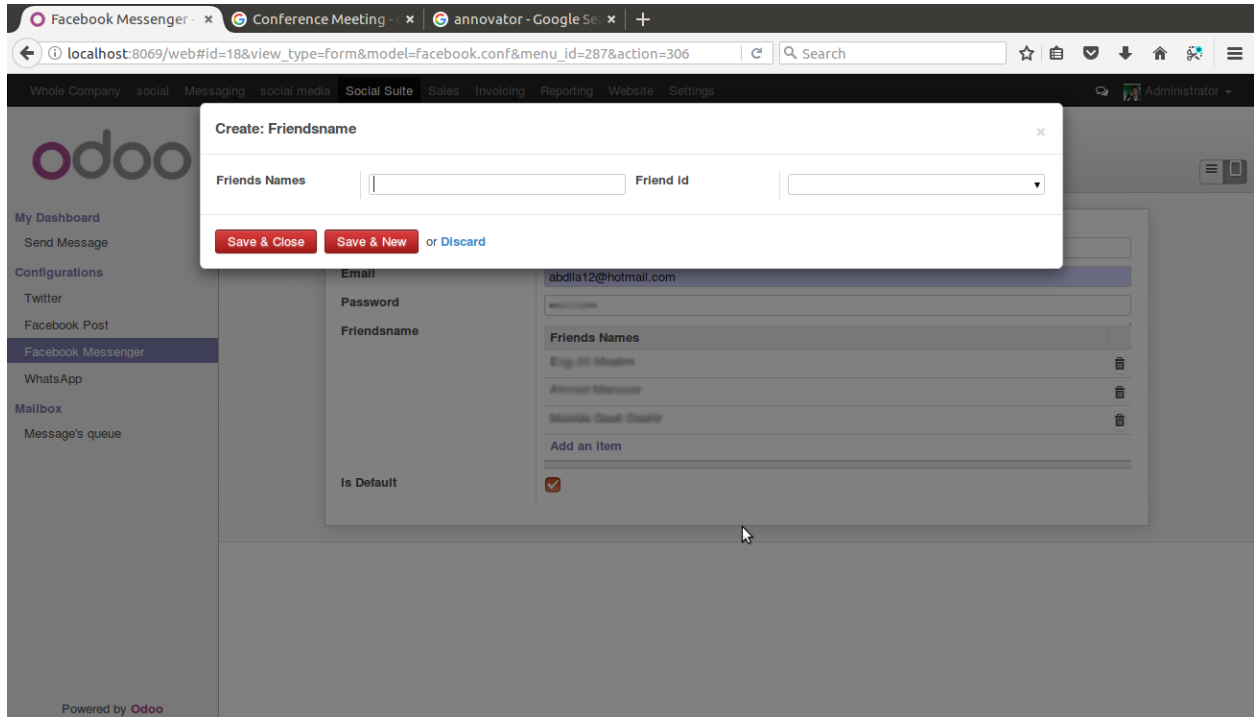 Facebook Messenger - Conference Meeting - annovator - Google Se
localhost:8069/web#id=18&view_type=form&model=facebook.conf&menu_id=287&action=306 Search
Whole Company social Messaging social media Social Suite Sales Invoicing Reporting Website Settings Administrator
odoo
Create: Friendsname
Friends Names Friend id
Save & Close Save & New or Discard
My Dashboard
Send Message
Configurations
Twitter
Facebook Post
Facebook Messenger
WhatsApp
Mailbox
Message's queue
Email abdlla12@hotmail.com
Password
Friendsname
Friends Names
Add an item
Is Default
Powered by Odoo